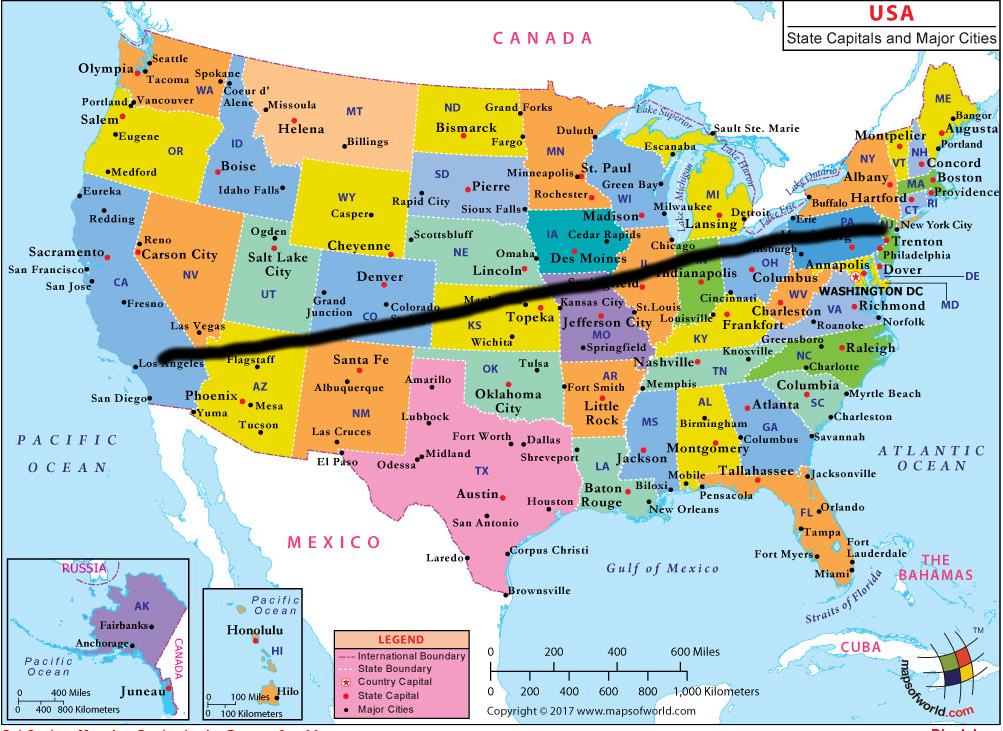 USA
State Capitals and Major Cities
CANADA
Seattle
Olympia
Tacoma
Spokane
WA
Coeur d'
Alene
Portland
Vancouver
Salem
Eugene
OR
Medford
Missoula
MT
Helena
Billings
ID
Boise
Idaho Falls
ND
Grand Forks
Bismarck
Fargo
Duluth
MN
Minneapolis
St. Paul
Rochester
SD
Pierre
Rapid City
Sioux Falls
WY
Casper
Cheyenne
Scottsbluff
NE
Omaha
Lincoln
IA
Cedar Rapids
Des Moines
WI
Green Bay
Milwaukee
Madison
Escanaba
Sault Ste. Marie
Lake Superior
Lake Michigan
Lake Huron
Lake Ontario
Lake Erie
MI
Lansing
Detroit
Chicago
ME
Bangor
Augusta
Portland
Montpelier
VT
NH
Concord
NY
Albany
MA
Boston
Providence
Hartford
CT
RI
Buffalo
Erie
PA
NJ
New York City
Trenton
Philadelphia
Dover
DE
Annapolis
MD
WASHINGTON DC
Richmond
Norfolk
VA
Roanoke
WV
Charleston
OH
Columbus
Cincinnati
Indianapolis
Louisville
Frankfort
KY
Eureka
Redding
Sacramento
San Francisco
San Jose
CA
Fresno
Los Angeles
San Diego
Reno
Carson City
NV
Las Vegas
Ogden
Salt Lake
City
UT
Denver
Grand
Junction
Colorado
CO
KS
Topeka
Wichita
Kansas City
St.Louis
Jefferson City
MO
Springfield
Flagstaff
AZ
Phoenix
Mesa
Yuma
Tucson
Santa Fe
Albuquerque
NM
Las Cruces
El Paso
Amarillo
Lubbock
Fort Worth
Dallas
Midland
Odessa
TX
Austin
Houston
San Antonio
Corpus Christi
Laredo
Brownsville
OK
Tulsa
Oklahoma
City
AR
Fort Smith
Little
Rock
Shreveport
LA
Baton
Rouge
New Orleans
MS
Jackson
Biloxi
Nashville
Knoxville
TN
Memphis
AL
Birmingham
Montgomery
Mobile
Pensacola
Atlanta
GA
Columbus
Savannah
Greensboro
Raleigh
NC
Charlotte
Columbia
SC
Myrtle Beach
Charleston
Tallahassee
Jacksonville
FL
Orlando
Tampa
Fort Myers
Fort
Lauderdale
Miami
PACIFIC
OCEAN
ATLANTIC
OCEAN
MEXICO
Gulf of Mexico
Straits of Florida
THE
BAHAMAS
CUBA
RUSSIA
AK
Fairbanks
Anchorage
CANADA
Pacific
Ocean
Juneau
0 400 Miles
0 400 800 Kilometers
Pacific
Ocean
Honolulu
HI
Hilo
0 100 Miles
0 100 Kilometers
LEGEND
International Boundary
State Boundary
Country Capital
State Capital
Major Cities
0 200 400 600 Miles
0 200 400 600 800 1,000 Kilometers
Copyright © 2017 www.mapsofworld.com
mapsofworld.com
TM